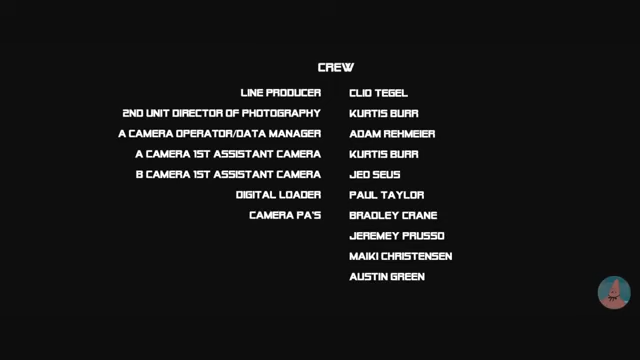 CREW
LINE PRODUCER CLIO TEGEL
2ND UNIT DIRECTOR OF PHOTOGRAPHY KURTIS BURR
A CAMERA OPERATOR/DATA MANAGER ADAM REHMEIER
A CAMERA 1ST ASSISTANT CAMERA KURTIS BURR
B CAMERA 1ST ASSISTANT CAMERA JED SEUS
DIGITAL LOADER PAUL TAYLOR
CAMERA PA'S BRADLEY CRANE
JEREMEY PRUSSO
MAIKI CHRISTENSEN
AUSTIN GREEN